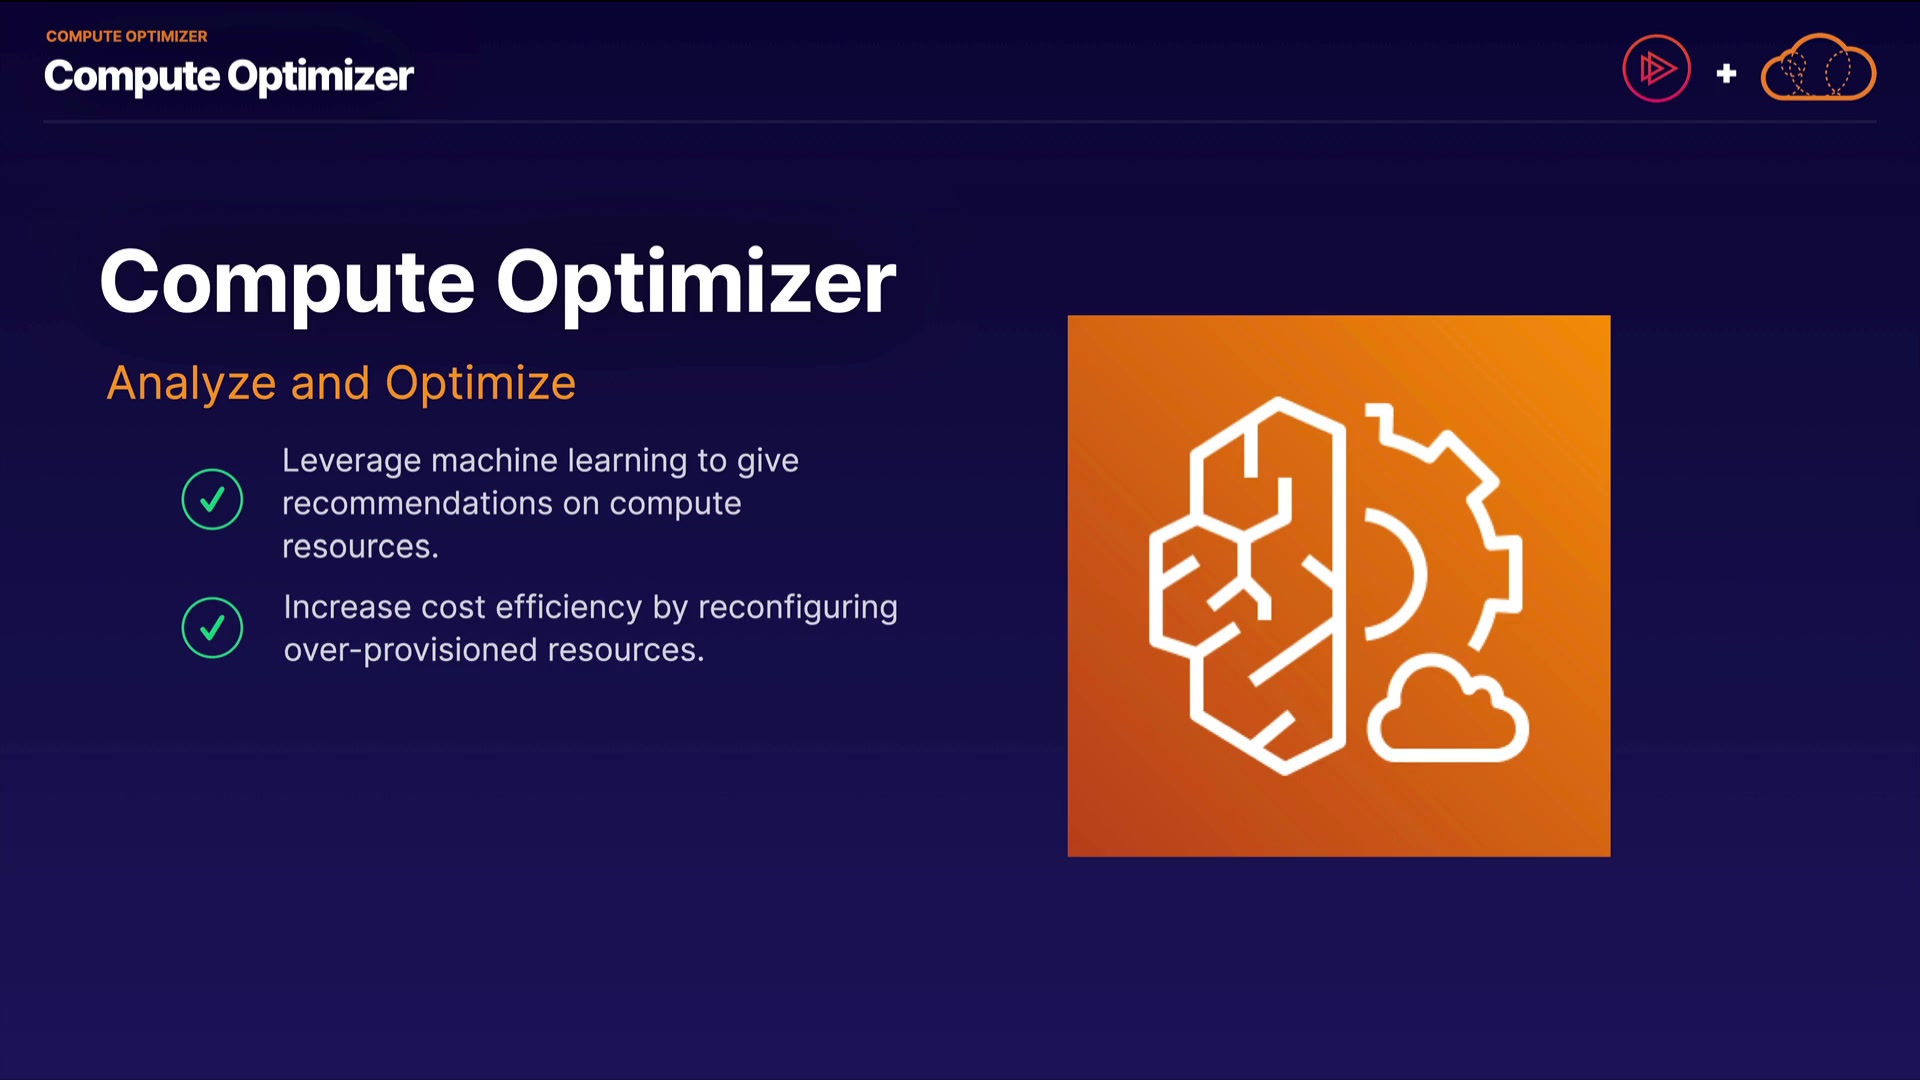 COMPUTE OPTIMIZER
Compute Optimizer
Compute Optimizer
Analyze and Optimize
Leverage machine learning to give
recommendations on compute
resources.
Increase cost efficiency by reconfiguring
over-provisioned resources.